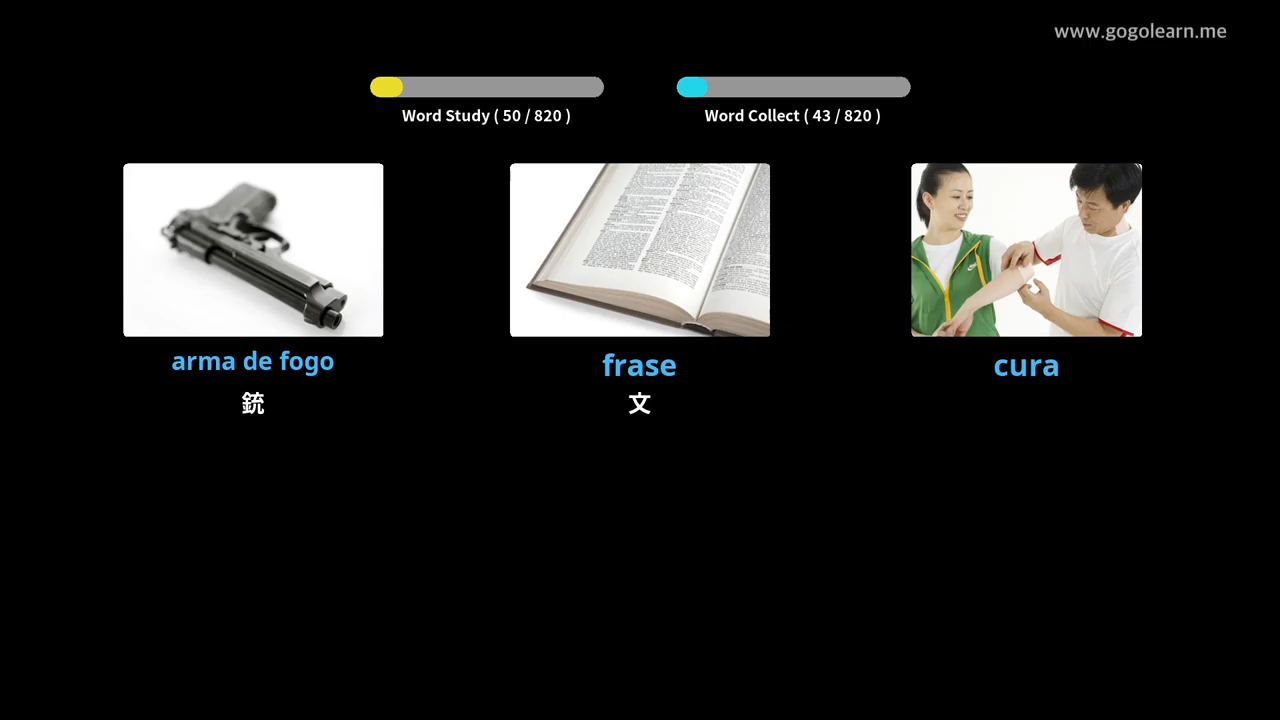 www.gogolearn.me
Word Study ( 50 / 820 )
Word Collect ( 43 / 820 )
arma de fogo
frase
cura
銃
文